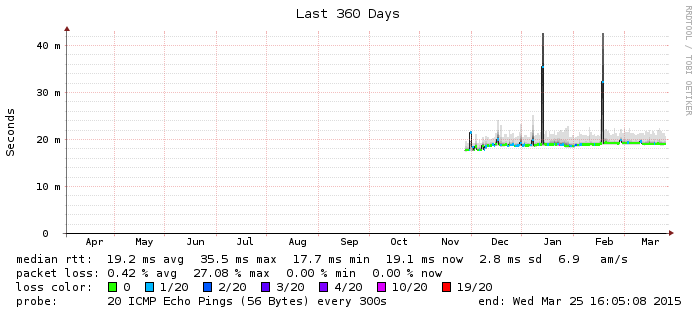 Last 360 Days
RRDTOOL / TOBI OETIKER
Seconds
40 m
30 m
20 m
10 m
0
Apr May Jun Jul Aug Sep Oct Nov Dec Jan Feb Mar
median rtt: 19.2 ms avg 35.5 ms max 17.7 ms min 19.1 ms now 2.8 ms sd 6.9 am/s
packet loss: 0.42 % avg 27.08 % max 0.00 % min 0.00 % now
loss color: 0 1/20 2/20 3/20 4/20 10/20 19/20
probe: 20 ICMP Echo Pings (56 Bytes) every 300s end: Wed Mar 25 16:05:08 2015